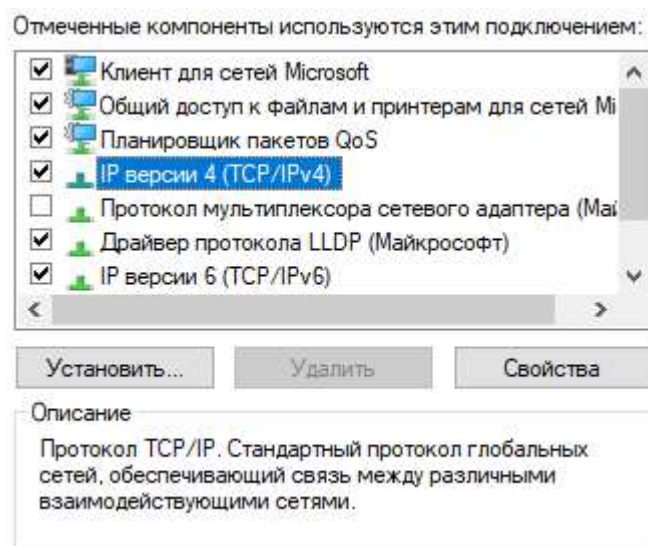 Отмеченные компоненты используются этим подключением:
Клиент для сетей Microsoft
Общий доступ к файлам и принтерам для сетей Mi
Планировщик пакетов QoS
IP версии 4 (TCP/IPv4)
Протокол мультиплексора сетевого адаптера (Май
Драйвер протокола LLDP (Майкрософт)
IP версии 6 (TCP/IPv6)
Установить... Удалить Свойства
Описание
Протокол TCP/IP. Стандартный протокол глобальных
сетей, обеспечивающий связь между различными
взаимодействующими сетями.